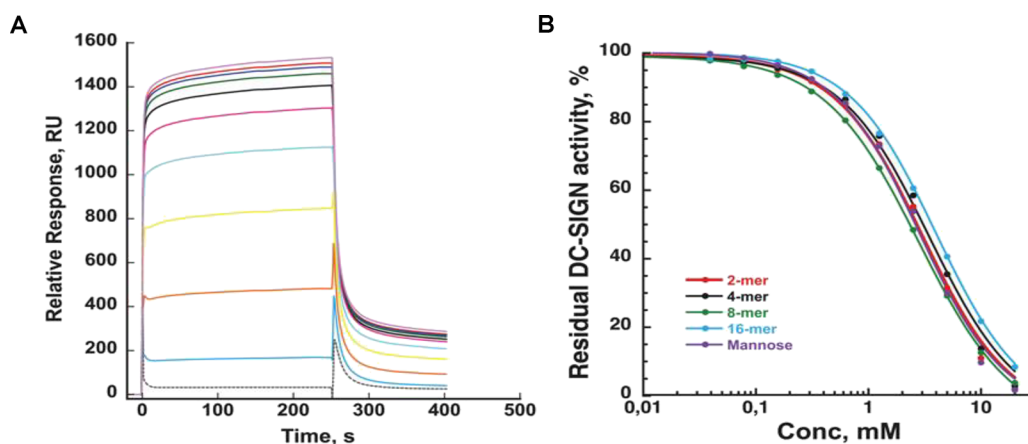 A
Relative Response, RU
1600
1400
1200
1000
800
600
400
200
0
0 100 200 300 400 500
Time, s
B
Residual DC-SIGN activity, %
100
80
60
40
20
0
2-mer
4-mer
8-mer
16-mer
Mannose
0,01 0,1 1 10
Conc, mM